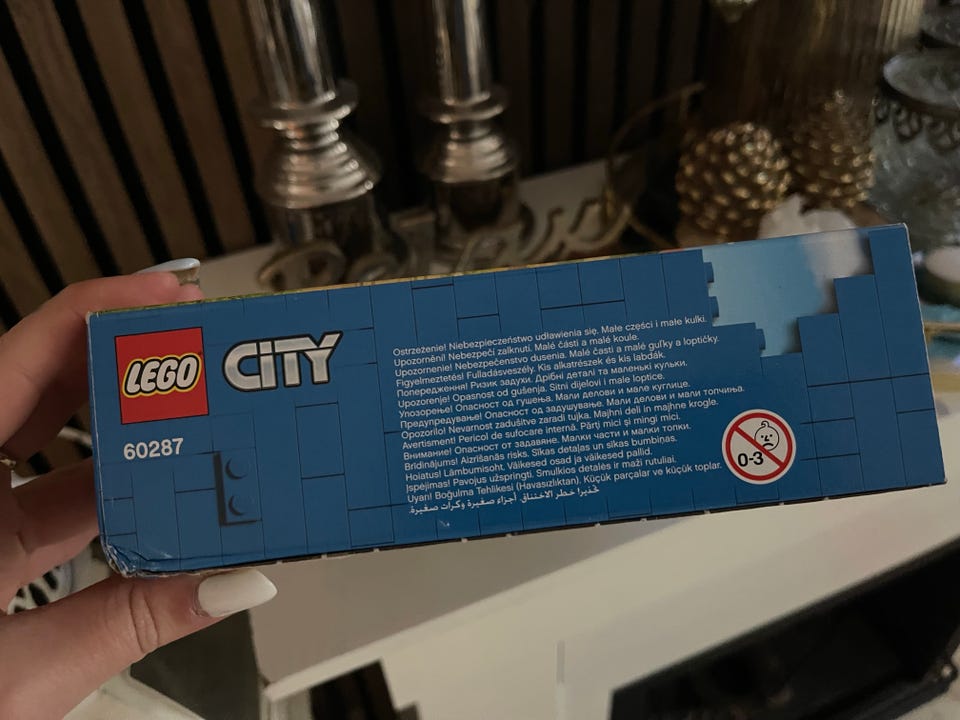 LEGO
CITY
60287
Ostrzeżenie! Niebezpieczeństwo udławienia się. Małe części i małe kulki.
Upozornění! Nebezpečí zalknutí. Malé části a malé koule.
Upozornenie! Nebezpečenstvo dusenia. Malé časti a malé guľky a loptičky.
Figyelmeztetés! Fulladásveszély. Kis alkatrészek és kis labdák.
Попередження! Ризик задухи. Дрібні деталі та маленькі кульки.
Upozorenje! Opasnost od gušenja. Sitni dijelovi i male loptice.
Упозорење! Опасност од гушења. Мали делови и мале куглице.
Предупредување! Опасност од задушување. Мали делови и мали топчиња.
Opozorilo! Nevarnost zadušitve zaradi tujka. Majhni deli in majhne krogle.
Avertisment! Pericol de sufocare internă. Părţi mici şi mingi mici.
Внимание! Опасност от задавяне. Малки части и малки топки.
Brīdinājums! Aizrīšanās risks. Sīkas detaļas un sīkas bumbiņas.
Hoiatus! Lämbumisoht. Väikesed osad ja väikesed pallid.
Įspėjimas! Pavojus užspringti. Smulkios detalės ir maži rutuliai.
Uyarı! Boğulma Tehlikesi (Havasızlıktan). Küçük parçalar ve küçük toplar.
تحذير! خطر الاختناق. أجزاء صغيرة وكرات صغيرة.
0-3